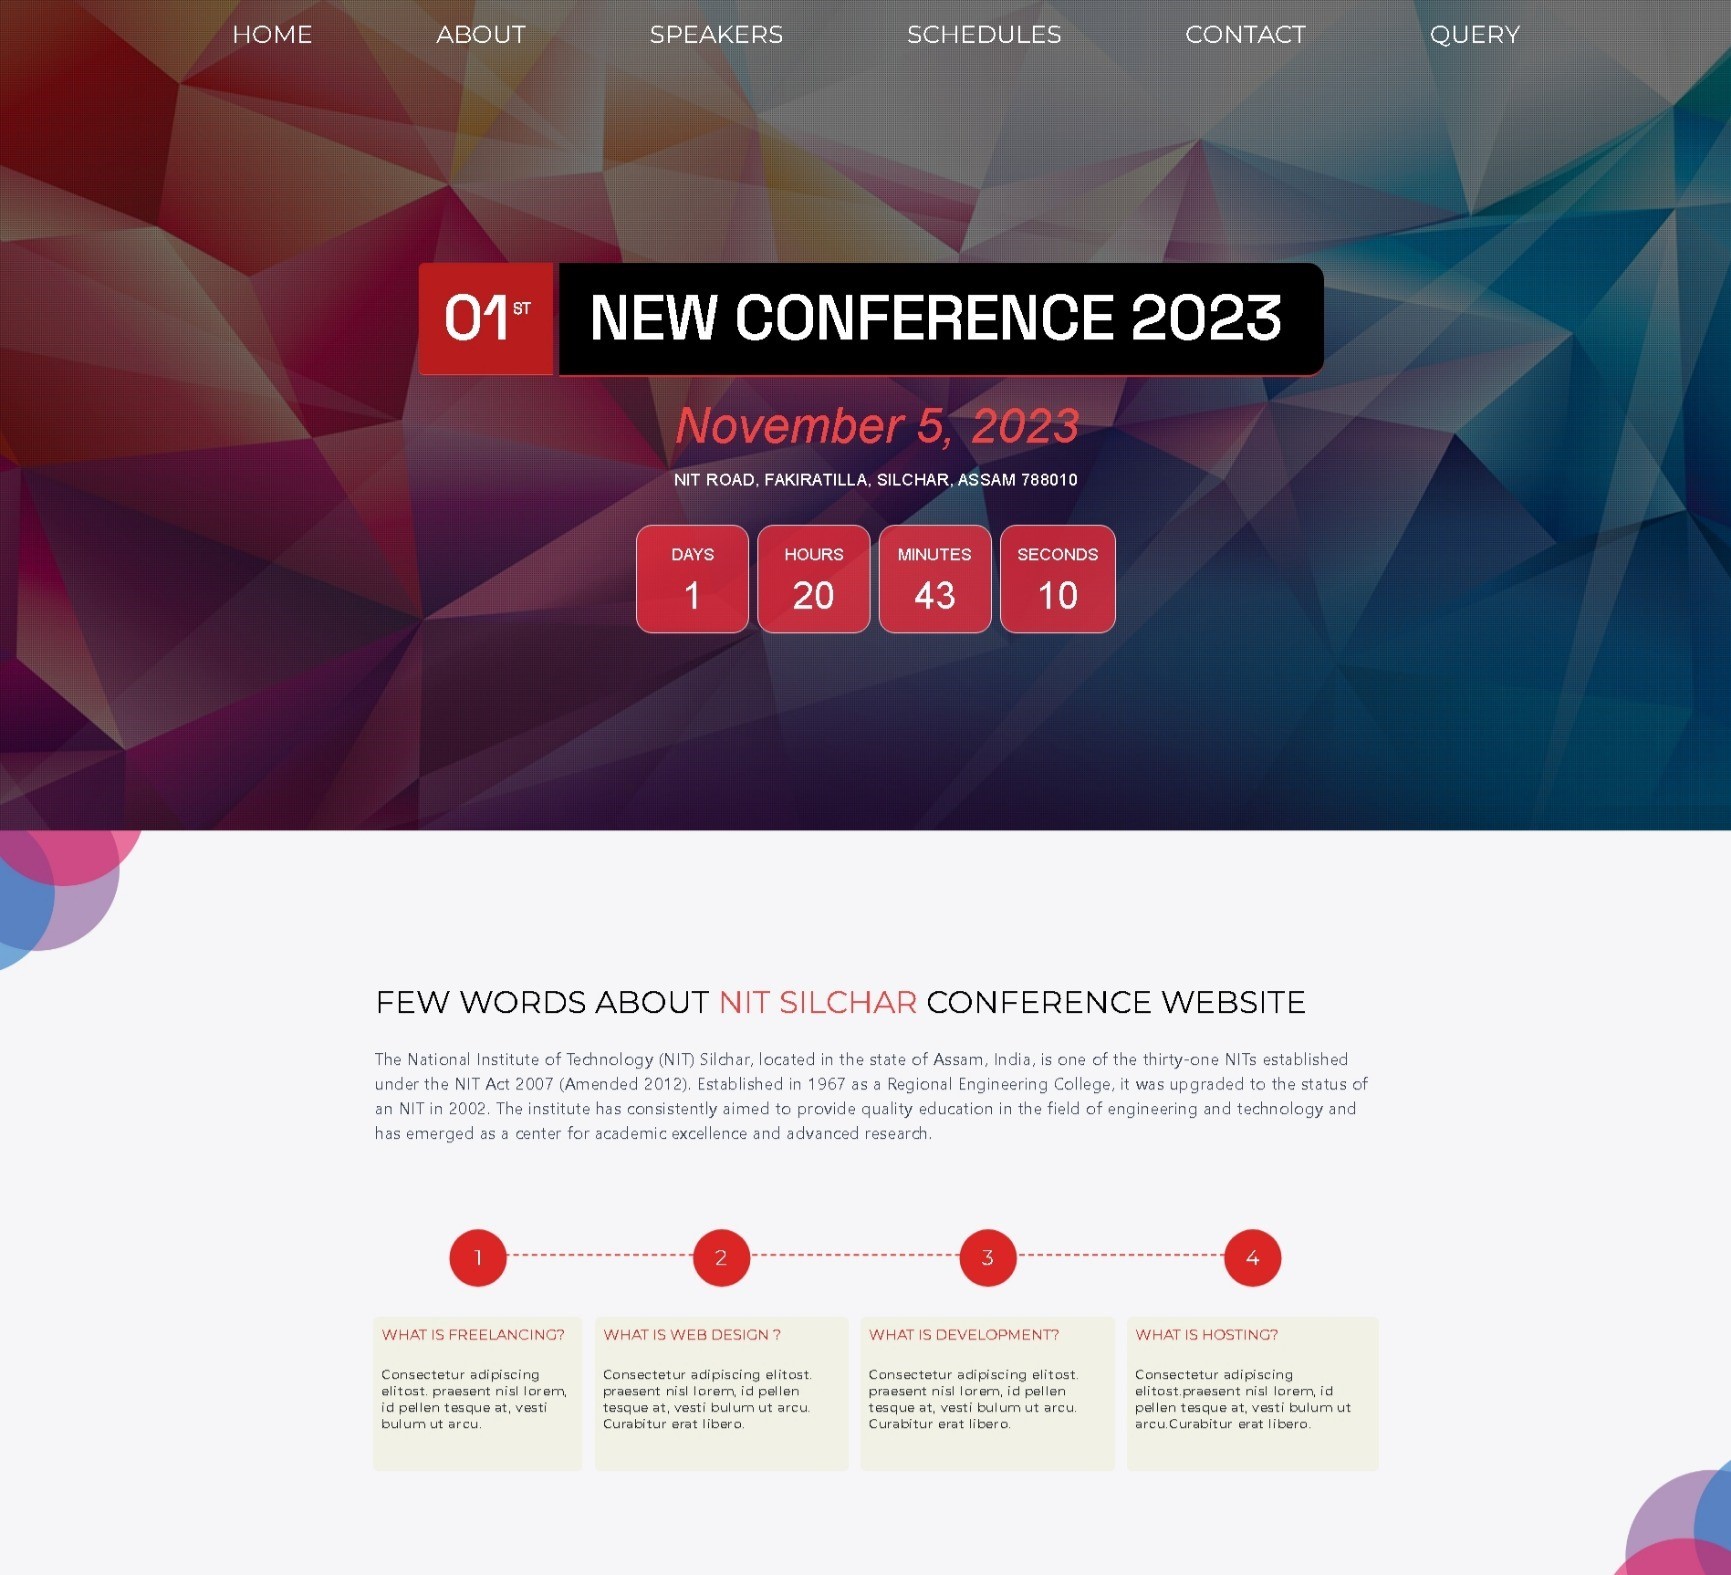 HOME ABOUT SPEAKERS SCHEDULES CONTACT QUERY
01ST NEW CONFERENCE 2023
November 5, 2023
NIT ROAD, FAKIRATILLA, SILCHAR, ASSAM 788010
DAYS HOURS MINUTES SECONDS
1 20 43 10
FEW WORDS ABOUT NIT SILCHAR CONFERENCE WEBSITE
The National Institute of Technology (NIT) Silchar, located in the state of Assam, India, is one of the thirty-one NITs established
under the NIT Act 2007 (Amended 2012). Established in 1967 as a Regional Engineering College, it was upgraded to the status of
an NIT in 2002. The institute has consistently aimed to provide quality education in the field of engineering and technology and
has emerged as a center for academic excellence and advanced research.
1 2 3 4
WHAT IS FREELANCING?
Consectetur adipiscing
elitost. praesent nisl lorem,
id pellen tesque at, vesti
bulum ut arcu.
WHAT IS WEB DESIGN ?
Consectetur adipiscing elitost.
praesent nisl lorem, id pellen
tesque at, vesti bulum ut arcu.
Curabitur erat libero.
WHAT IS DEVELOPMENT?
Consectetur adipiscing elitost.
praesent nisl lorem, id pellen
tesque at, vesti bulum ut arcu.
Curabitur erat libero.
WHAT IS HOSTING?
Consectetur adipiscing
elitost.praesent nisl lorem, id
pellen tesque at, vesti bulum ut
arcu.Curabitur erat libero.